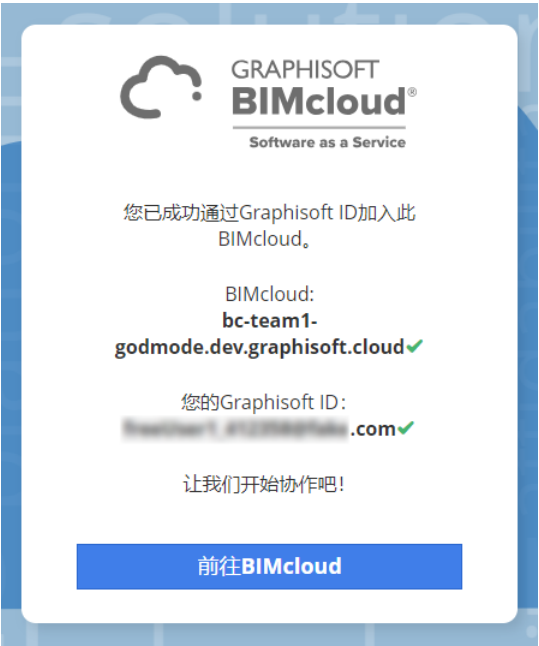 GRAPHISOFT
BIMcloud®
Software as a Service
您已成功通过Graphisoft ID加入此
BIMcloud。
BIMcloud:
bc-team1-
godmode.dev.graphisoft.cloud
您的Graphisoft ID：
.com
让我们开始协作吧！
前往BIMcloud